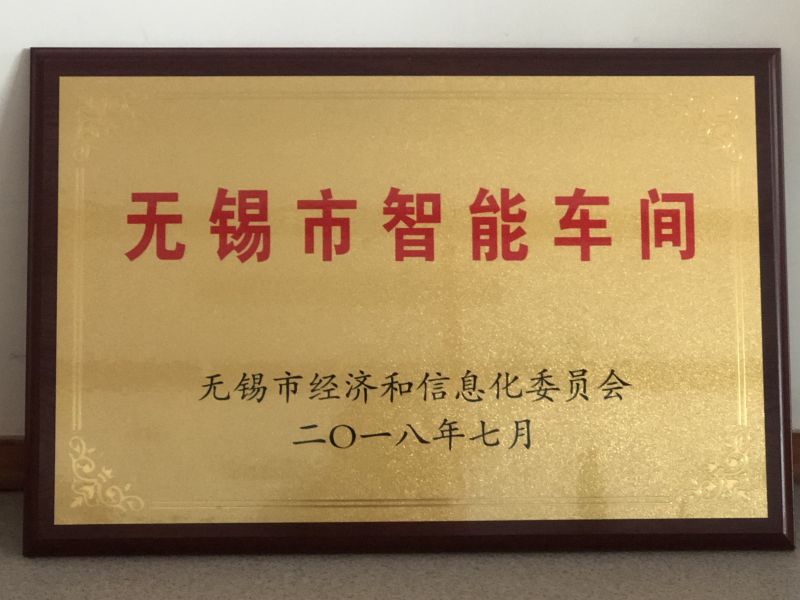 无锡市智能车间
无锡市经济和信息化委员会
二〇一八年七月